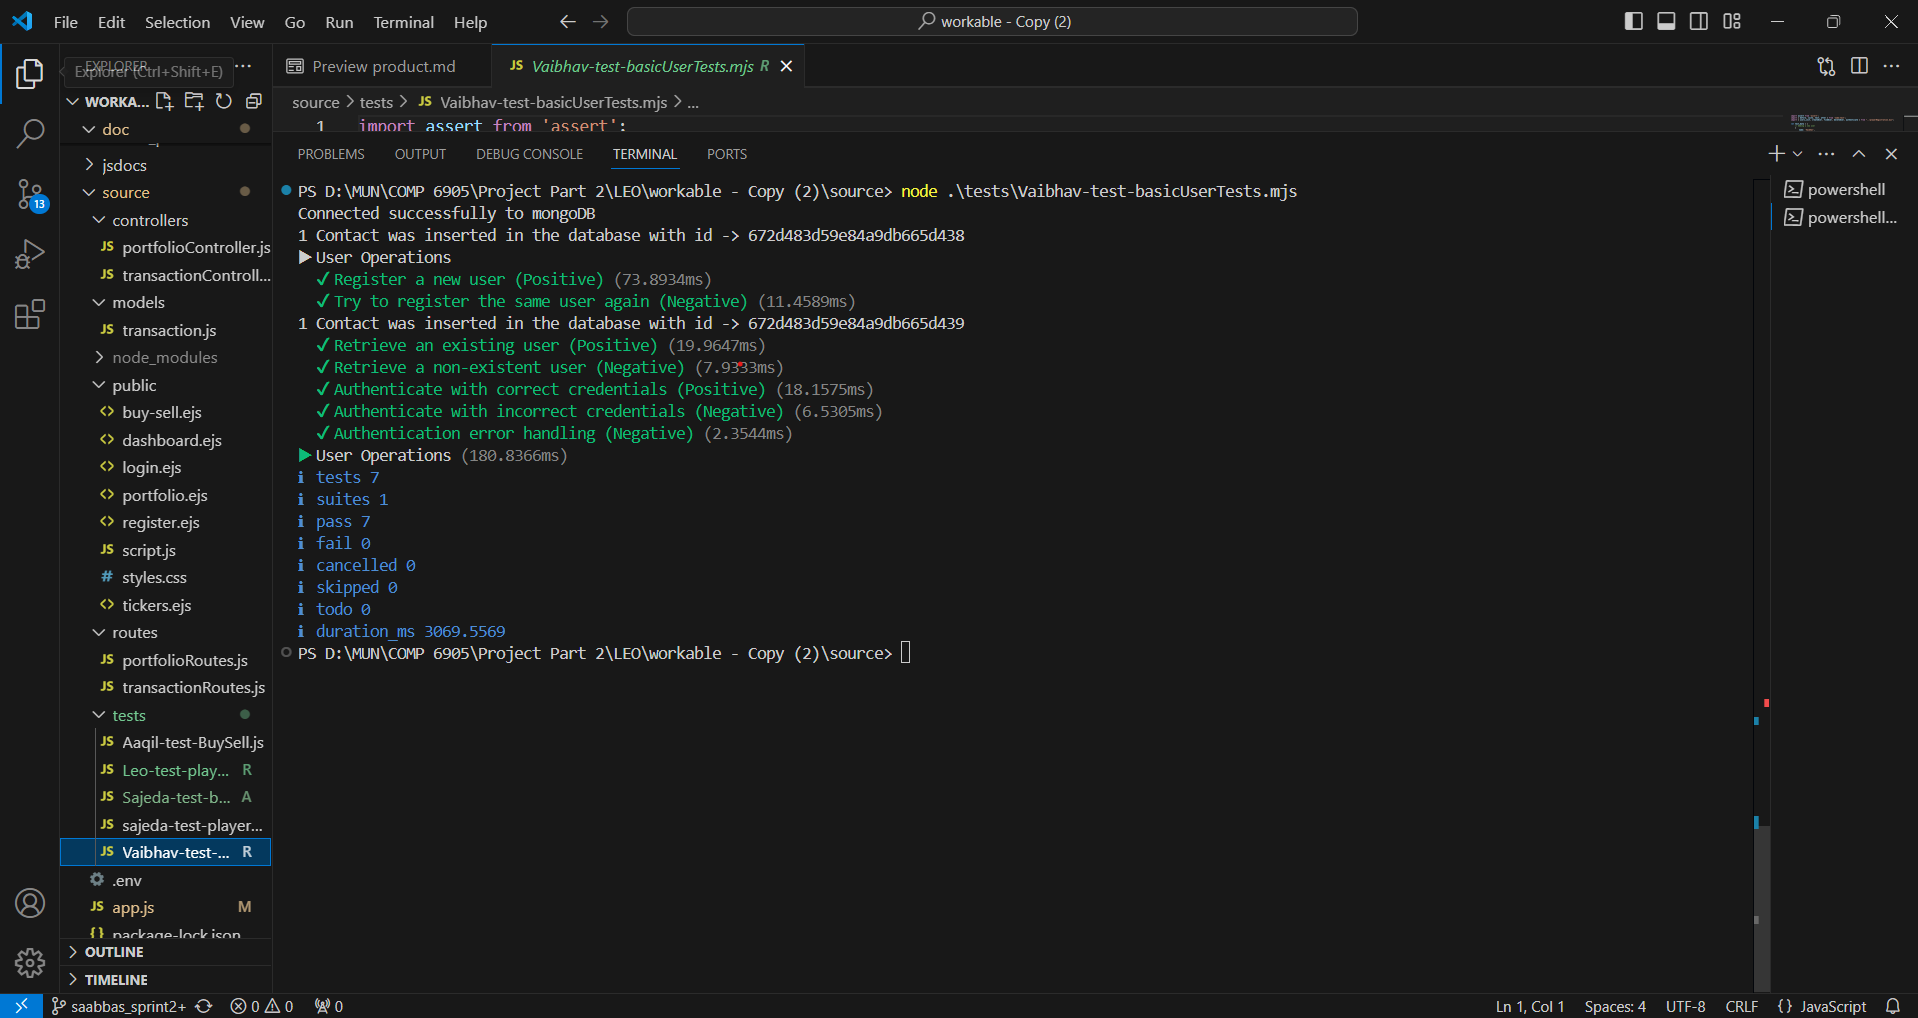 File Edit Selection View Go Run Terminal Help
workable - Copy (2)
EXPLORER
Explorer (Ctrl+Shift+E)
Preview product.md
JS Vaibhav-test-basicUserTests.mjs R
WORKA...
source > tests > JS Vaibhav-test-basicUserTests.mjs > ...
1 import assert from 'assert';
doc
jsdocs
source
controllers
JS portfolioController.js
JS transactionControll...
models
JS transaction.js
node_modules
public
<> buy-sell.ejs
<> dashboard.ejs
<> login.ejs
<> portfolio.ejs
<> register.ejs
JS script.js
# styles.css
<> tickers.ejs
routes
JS portfolioRoutes.js
JS transactionRoutes.js
tests
JS Aaqil-test-BuySell.js
JS Leo-test-play... R
JS Sajeda-test-b... A
JS sajeda-test-player...
JS Vaibhav-test-... R
.env
JS app.js M
{} package-lock.json
OUTLINE
TIMELINE
13
PROBLEMS OUTPUT DEBUG CONSOLE TERMINAL PORTS
PS D:\MUN\COMP 6905\Project Part 2\LEO\workable - Copy (2)\source> node .\tests\Vaibhav-test-basicUserTests.mjs
Connected successfully to mongoDB
1 Contact was inserted in the database with id -> 672d483d59e84a9db665d438
▶ User Operations
✓ Register a new user (Positive) (73.8934ms)
✓ Try to register the same user again (Negative) (11.4589ms)
1 Contact was inserted in the database with id -> 672d483d59e84a9db665d439
✓ Retrieve an existing user (Positive) (19.9647ms)
✓ Retrieve a non-existent user (Negative) (7.9333ms)
✓ Authenticate with correct credentials (Positive) (18.1575ms)
✓ Authenticate with incorrect credentials (Negative) (6.5305ms)
✓ Authentication error handling (Negative) (2.3544ms)
▶ User Operations (180.8366ms)
ℹ tests 7
ℹ suites 1
ℹ pass 7
ℹ fail 0
ℹ cancelled 0
ℹ skipped 0
ℹ todo 0
ℹ duration_ms 3069.5569
PS D:\MUN\COMP 6905\Project Part 2\LEO\workable - Copy (2)\source>
powershell
powershell...
saabbas_sprint2+ 0 0 0
Ln 1, Col 1 Spaces: 4 UTF-8 CRLF {} JavaScript